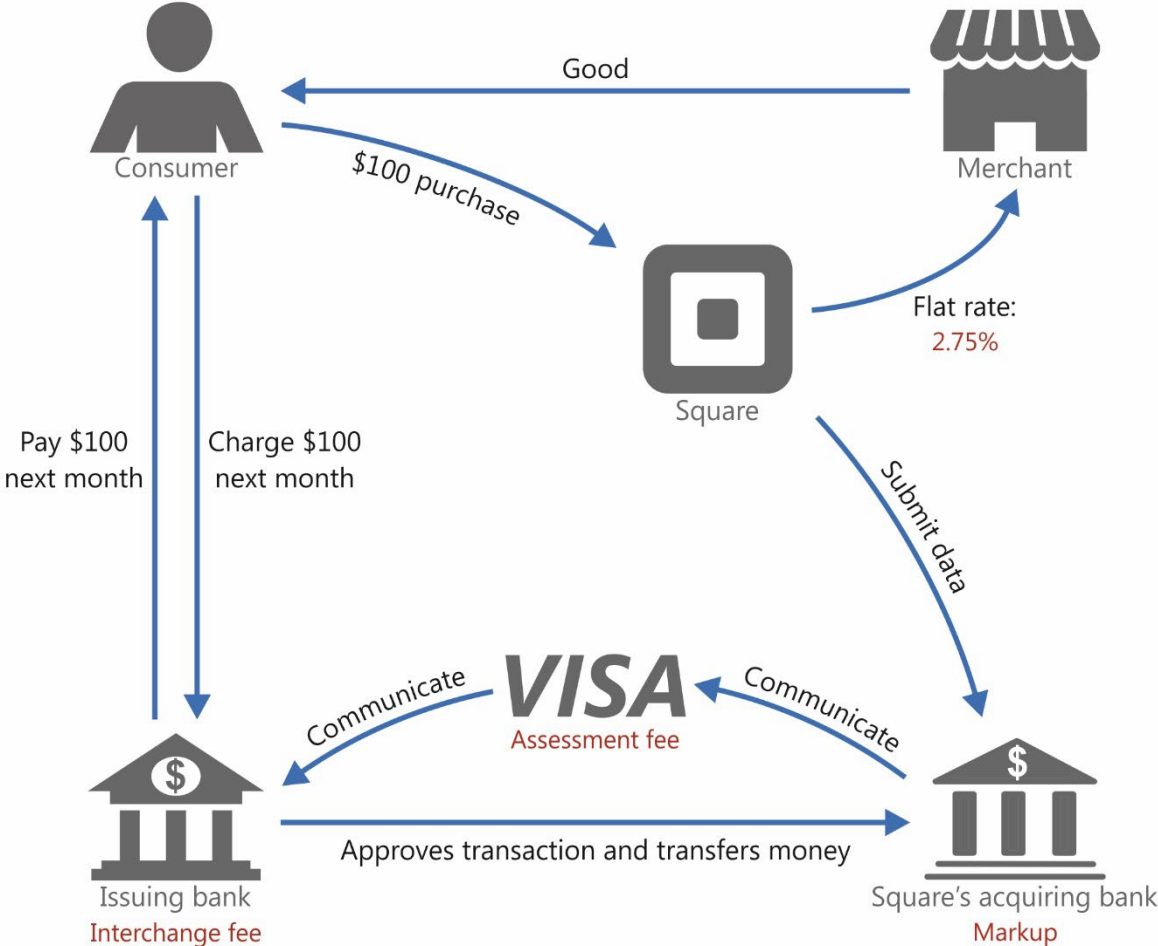 Good
Consumer
Merchant
$100 purchase
Flat rate:
2.75%
Square
Pay $100
next month
Charge $100
next month
Submit data
Communicate
VISA
Communicate
Assessment fee
$
$
Approves transaction and transfers money
Issuing bank
Interchange fee
Square’s acquiring bank
Markup